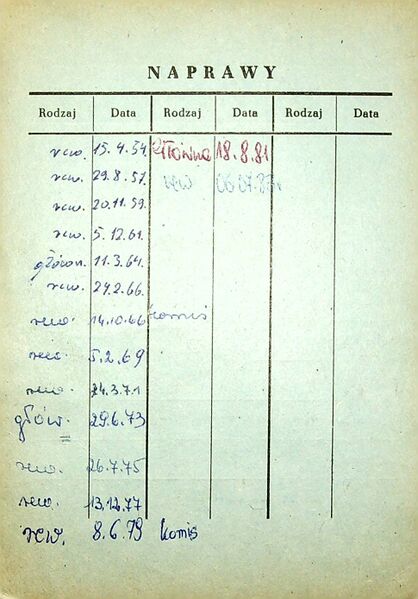 NAPRAWY
Rodzaj Data Rodzaj Data Rodzaj Data
rew. 15.4.54. główna 18.8.81
rew. 29.8.57. rew
rew. 20.11.59.
rew. 5.12.61.
główn. 11.3.64.
rew. 24.2.66.
rew. 14.10.66 komis
rew. 5.2.69
rew. 24.3.71
głów. 29.6.73
rew. 26.7.75
rew. 13.12.77
rew. 8.6.79 komis